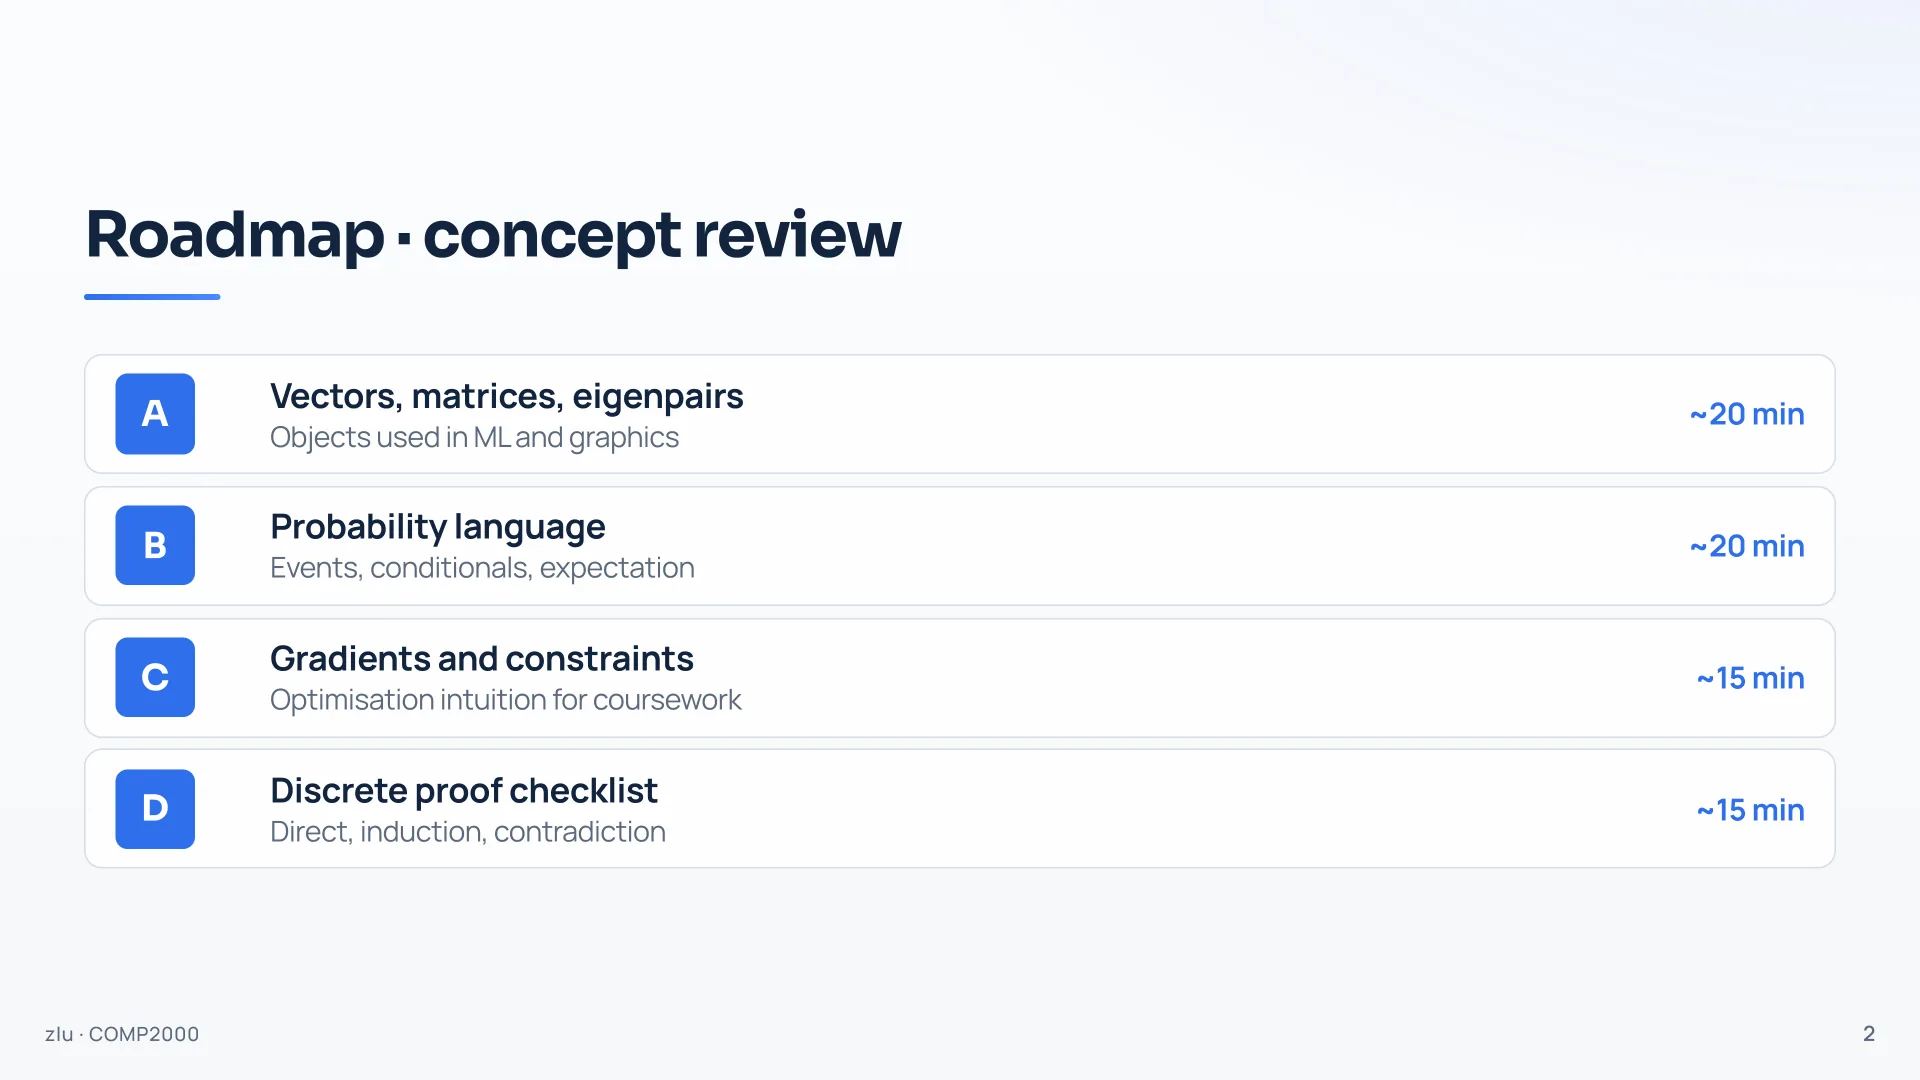 Roadmap · concept review
A
Vectors, matrices, eigenpairs
Objects used in ML and graphics
~20 min
B
Probability language
Events, conditionals, expectation
~20 min
C
Gradients and constraints
Optimisation intuition for coursework
~15 min
D
Discrete proof checklist
Direct, induction, contradiction
~15 min
zlu · COMP2000
2